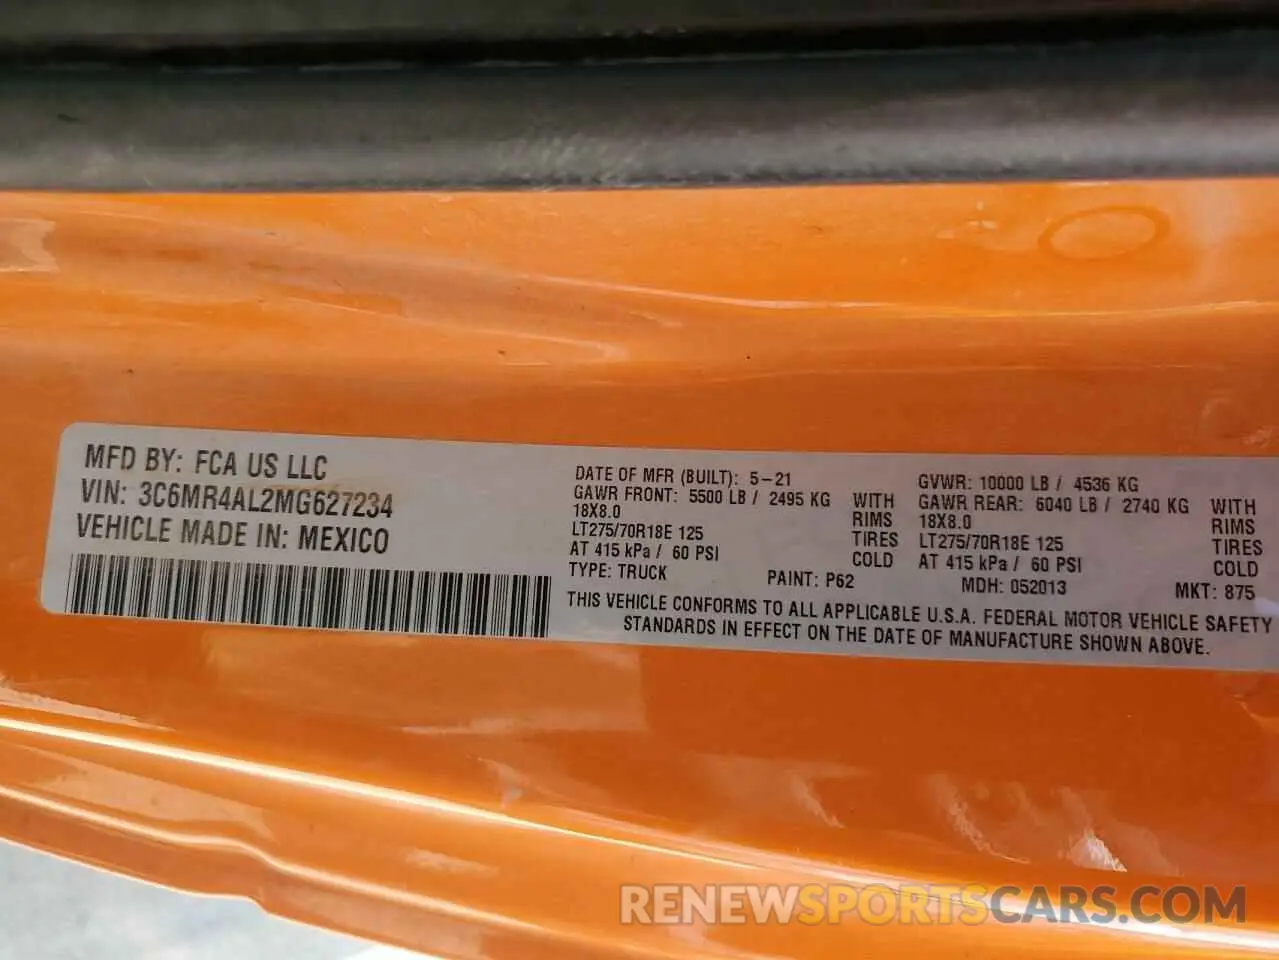 MFD BY: FCA US LLC
VIN: 3C6MR4AL2MG627234
VEHICLE MADE IN: MEXICO
DATE OF MFR (BUILT): 5-21
GAWR FRONT: 5500 LB / 2495 KG WITH
18X8.0 RIMS
LT275/70R18E 125 TIRES
AT 415 kPa / 60 PSI COLD
GVWR: 10000 LB / 4536 KG
GAWR REAR: 6040 LB / 2740 KG WITH
18X8.0 RIMS
LT275/70R18E 125 TIRES
AT 415 kPa / 60 PSI COLD
TYPE: TRUCK PAINT: P62 MDH: 052013 MKT: 875
THIS VEHICLE CONFORMS TO ALL APPLICABLE U.S.A. FEDERAL MOTOR VEHICLE SAFETY
STANDARDS IN EFFECT ON THE DATE OF MANUFACTURE SHOWN ABOVE.
RENEWSPORTSCARS.COM